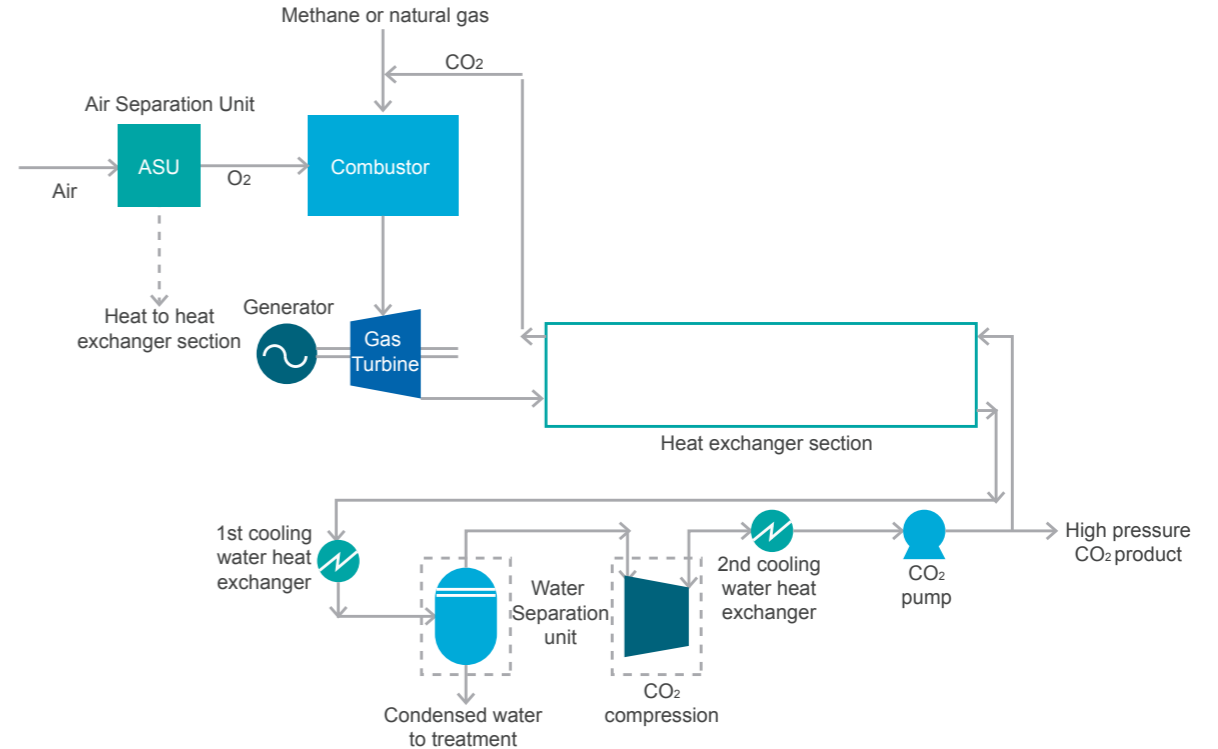 Methane or natural gas
CO₂
Air Separation Unit
ASU
Combustor
Air
O₂
Heat to heat
exchanger section
Generator
Gas
Turbine
Heat exchanger section
1st cooling
water heat
exchanger
Water
Separation
unit
2nd cooling
water heat
exchanger
CO₂
pump
High pressure
CO₂ product
CO₂
compression
Condensed water
to treatment